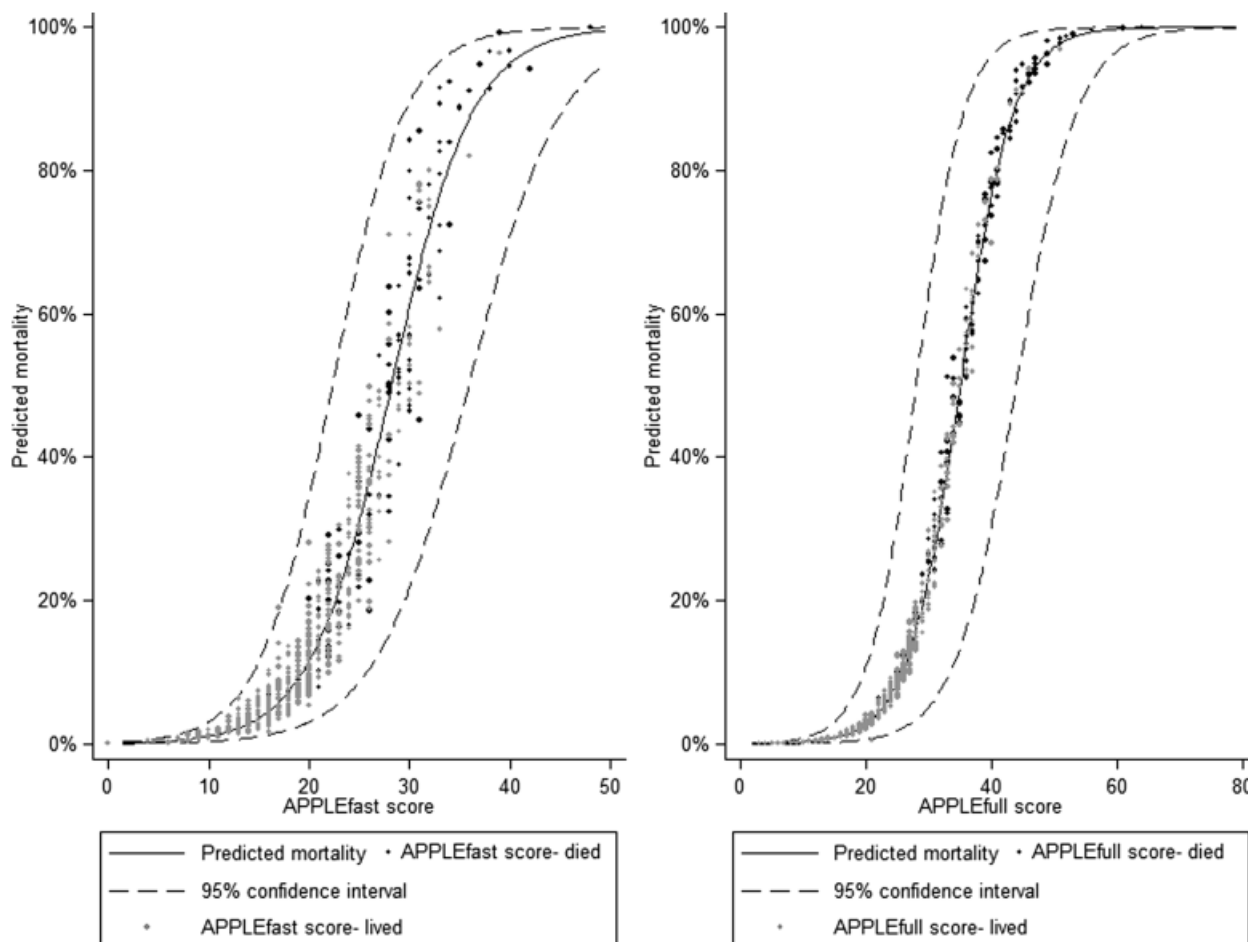 100%
80%
60%
40%
20%
0%
Predicted mortality
0 10 20 30 40 50
APPLEfast score
Predicted mortality
APPLEfast score- died
95% confidence interval
APPLEfast score- lived
100%
80%
60%
40%
20%
0%
Predicted mortality
0 20 40 60 80
APPLEfull score
Predicted mortality
APPLEfull score- died
95% confidence interval
APPLEfull score- lived